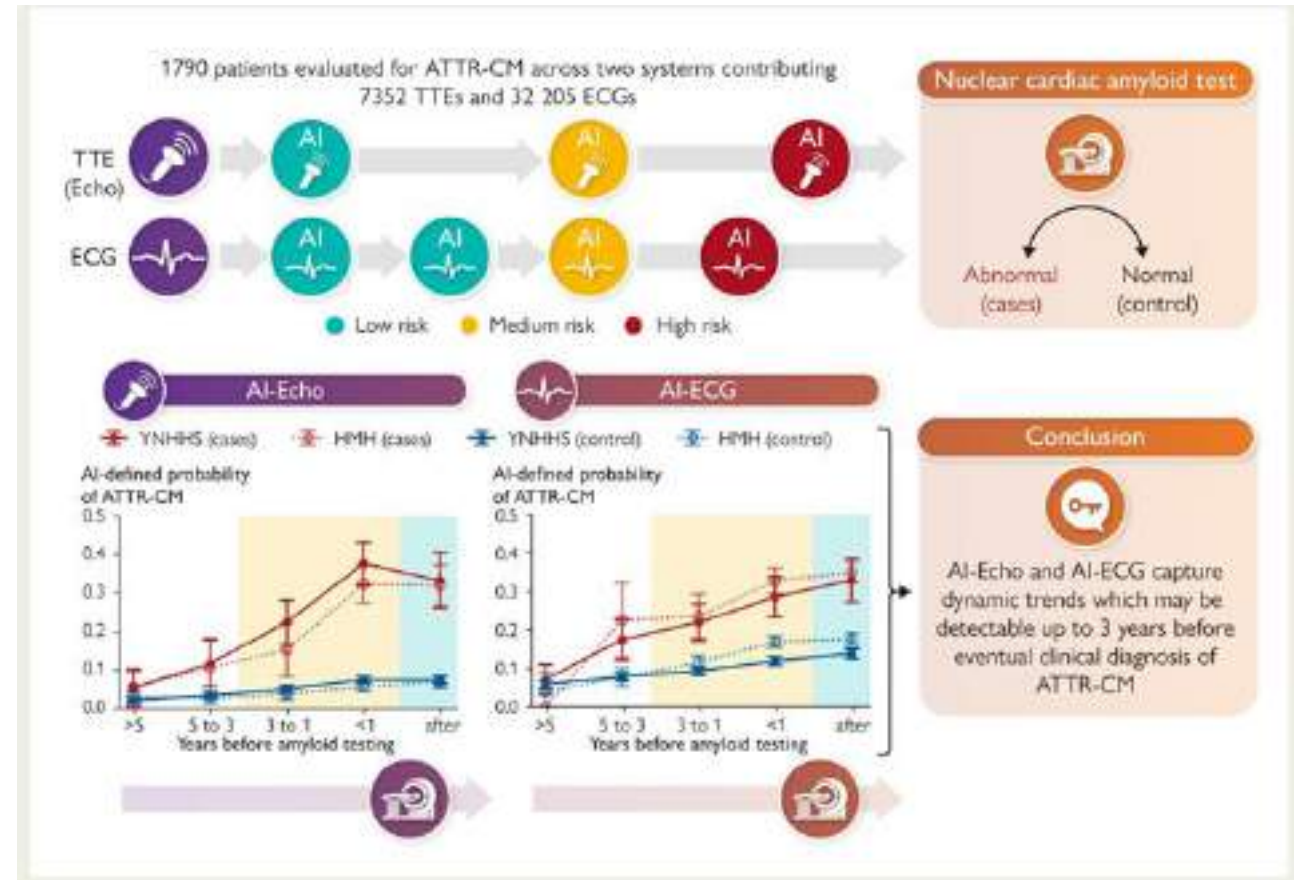 1790 patients evaluated for ATTR-CM across two systems contributing
7352 TTEs and 32 205 ECGs
TTE
(Echo)
AI
AI
AI
ECG
AI
AI
AI
AI
Low risk
Medium risk
High risk
Nuclear cardiac amyloid test
Abnormal
(cases)
Normal
(control)
AI-Echo
AI-ECG
YNHHS (cases)
HMH (cases)
YNHHS (control)
HMH (control)
AI-defined probability
of ATTR-CM
0.5
0.4
0.3
0.2
0.1
0.0
>5
5 to 3
3 to 1
<1
after
Years before amyloid testing
AI-defined probability
of ATTR-CM
0.5
0.4
0.3
0.2
0.1
0.0
>5
5 to 3
3 to 1
<1
after
Years before amyloid testing
Conclusion
AI-Echo and AI-ECG capture
dynamic trends which may be
detectable up to 3 years before
eventual clinical diagnosis of
ATTR-CM